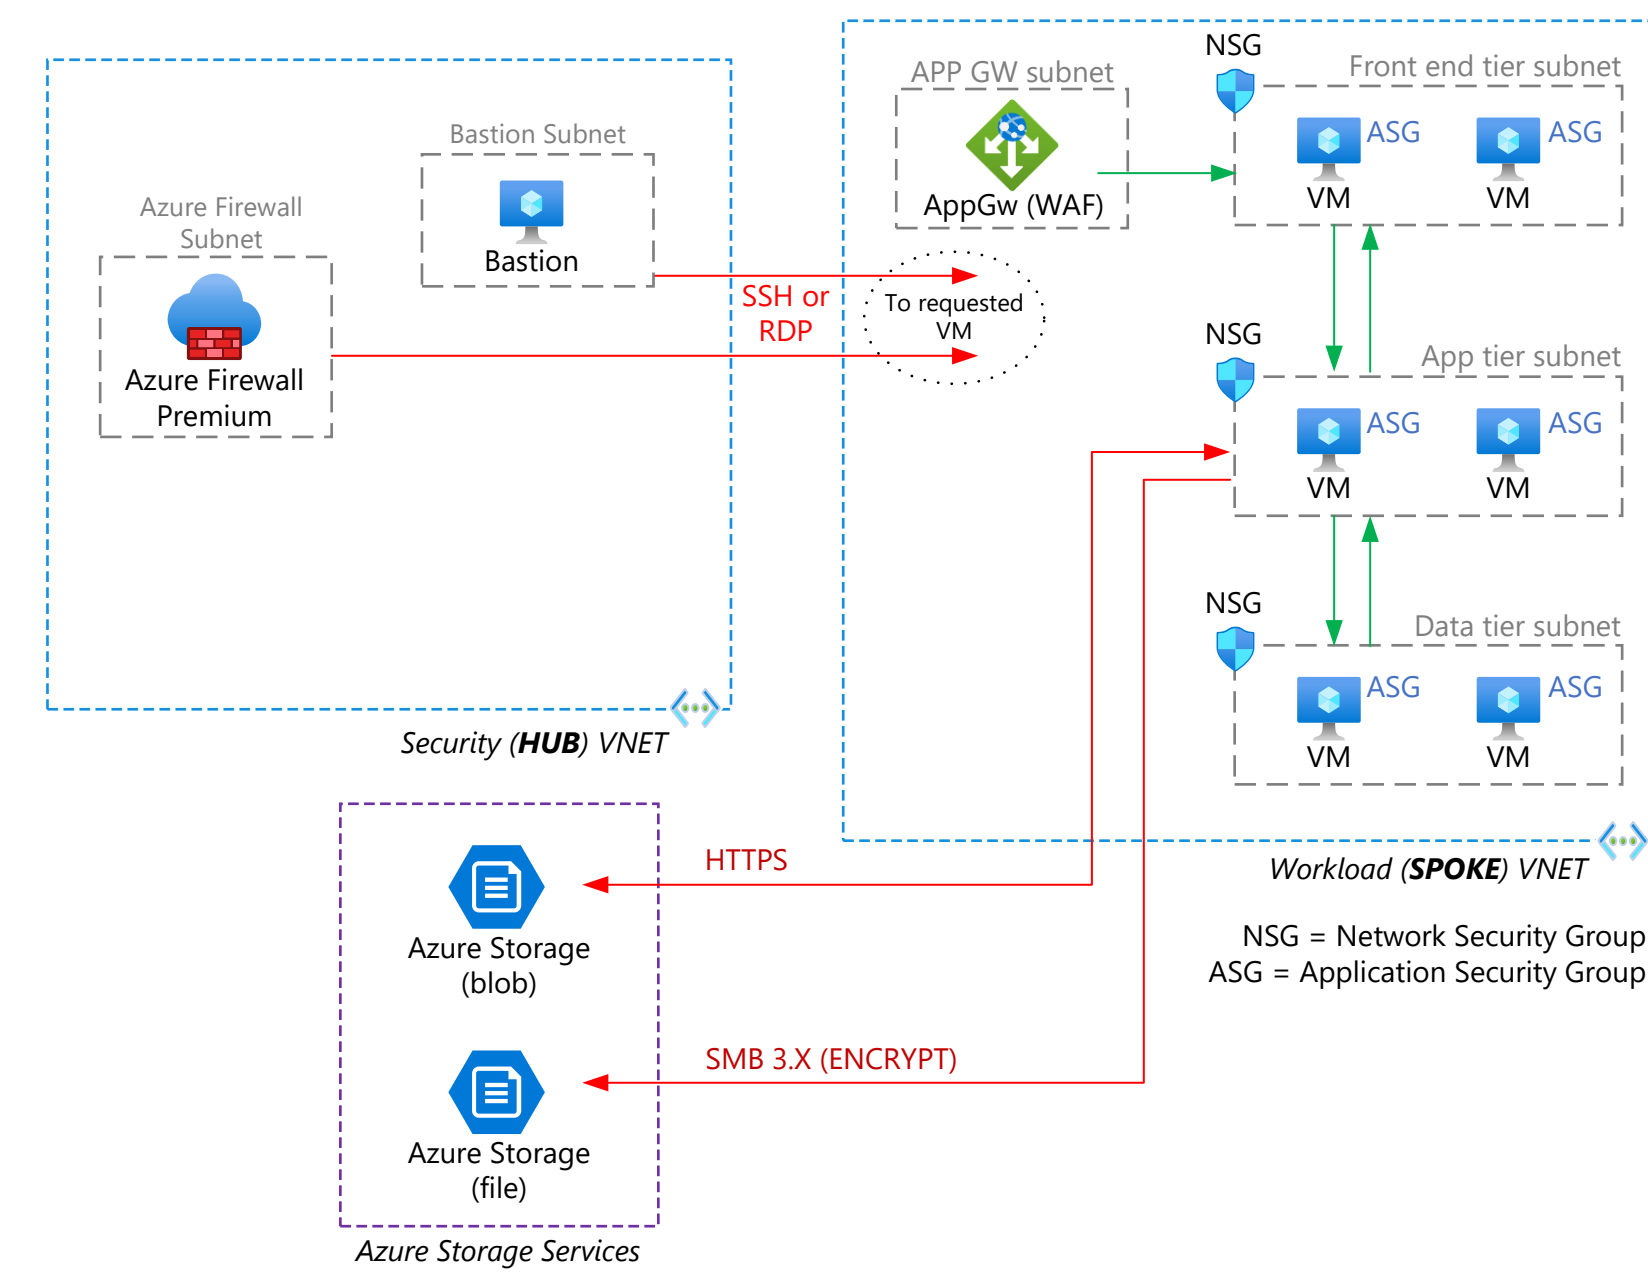 Azure Firewall
Subnet
Azure Firewall
Premium
Bastion Subnet
Bastion
SSH or
RDP
Security (HUB) VNET
APP GW subnet
AppGw (WAF)
To requested
VM
NSG
Front end tier subnet
ASG
ASG
VM
VM
NSG
App tier subnet
ASG
ASG
VM
VM
NSG
Data tier subnet
ASG
ASG
VM
VM
Workload (SPOKE) VNET
NSG = Network Security Group
ASG = Application Security Group
HTTPS
Azure Storage
(blob)
SMB 3.X (ENCRYPT)
Azure Storage
(file)
Azure Storage Services